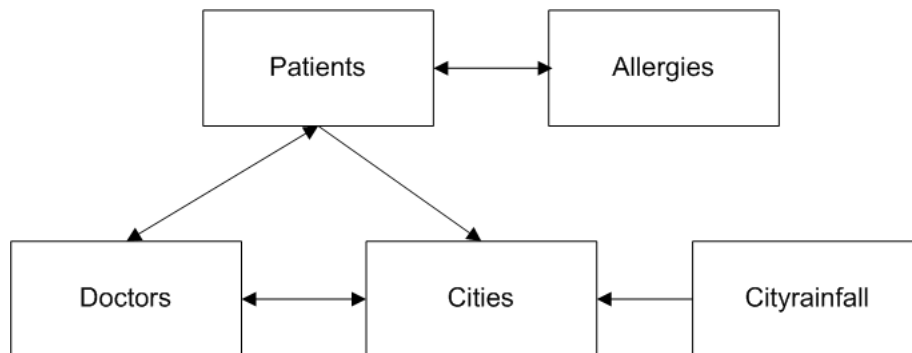 Patients
Allergies
Doctors
Cities
Cityrainfall